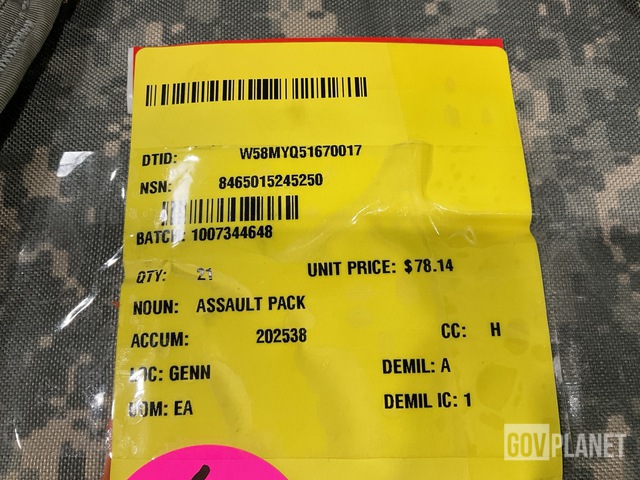 DTID: W58MYQ51670017
NSN: 8465015245250
BATCH: 1007344648
QTY: 21 UNIT PRICE: $78.14
NOUN: ASSAULT PACK
ACCUM: 202538 CC: H
LOC: GENN DEMIL: A
UOM: EA DEMIL IC: 1
GOVPLANET